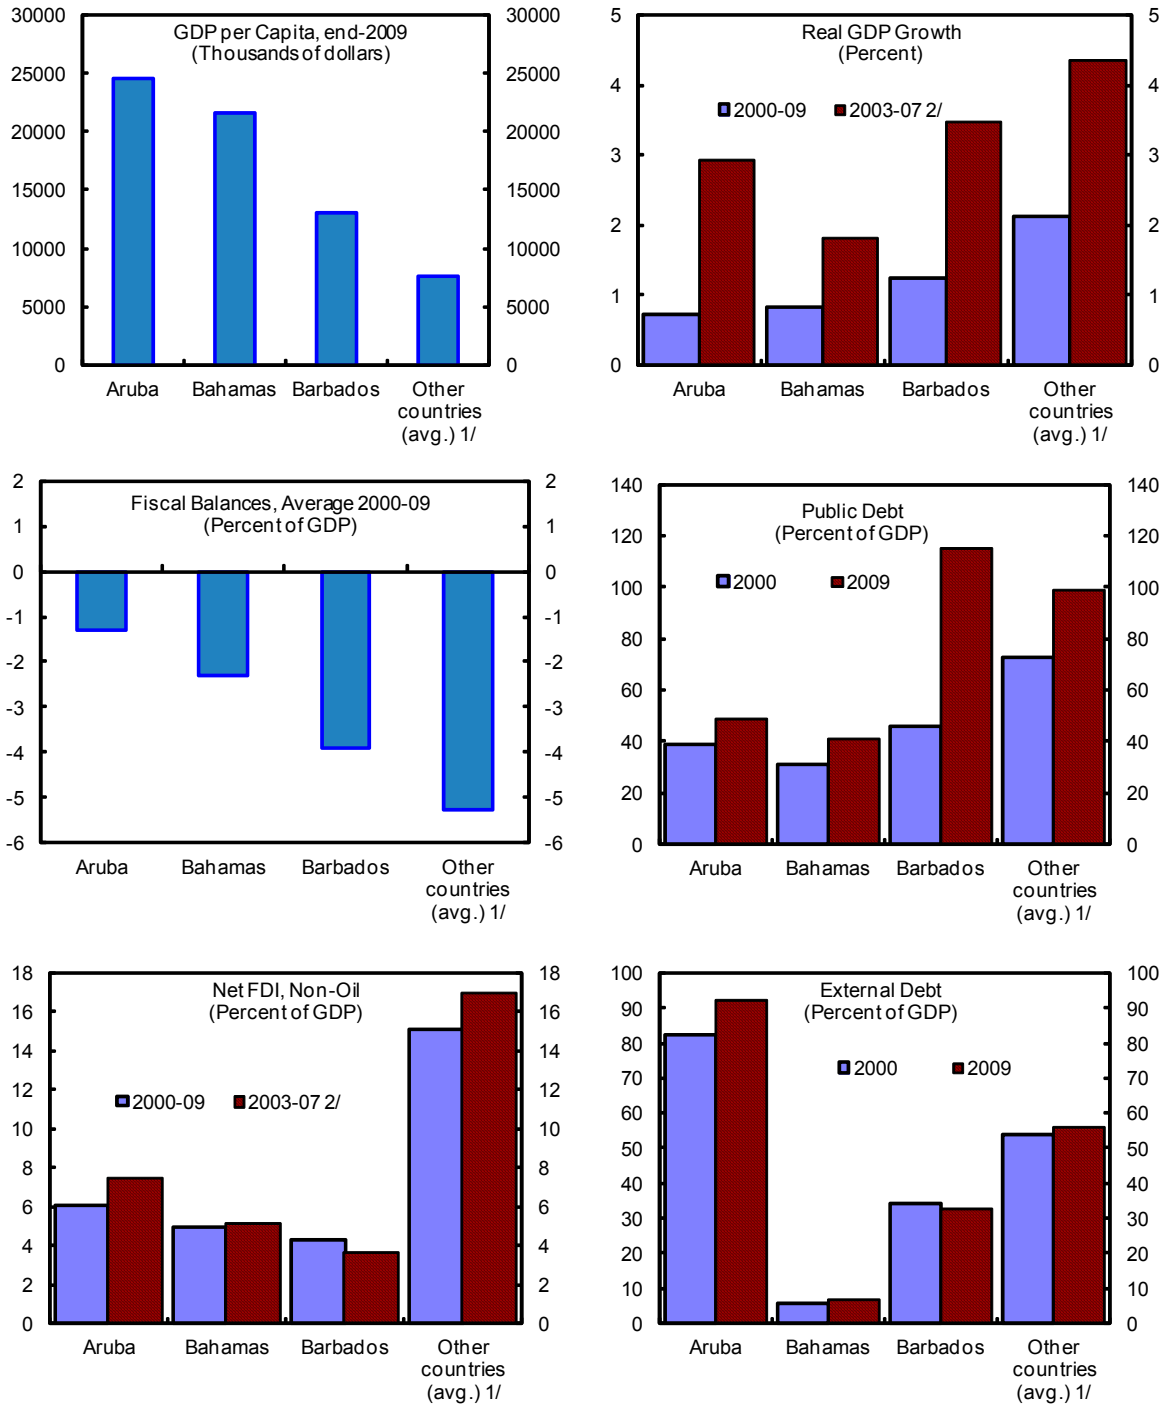 GDP per Capita, end-2009
(Thousands of dollars)
30000 30000
25000 25000
20000 20000
15000 15000
10000 10000
5000 5000
0 0
Aruba Bahamas Barbados Other
countries
(avg.) 1/
Real GDP Growth
(Percent)
2000-09 2003-07 2/
5 5
4 4
3 3
2 2
1 1
0 0
Aruba Bahamas Barbados Other
countries
(avg.) 1/
Fiscal Balances, Average 2000-09
(Percent of GDP)
2 2
1 1
0 0
-1 -1
-2 -2
-3 -3
-4 -4
-5 -5
-6 -6
Aruba Bahamas Barbados Other
countries
(avg.) 1/
Public Debt
(Percent of GDP)
2000 2009
140 140
120 120
100 100
80 80
60 60
40 40
20 20
0 0
Aruba Bahamas Barbados Other
countries
(avg.) 1/
Net FDI, Non-Oil
(Percent of GDP)
2000-09 2003-07 2/
18 18
16 16
14 14
12 12
10 10
8 8
6 6
4 4
2 2
0 0
Aruba Bahamas Barbados Other
countries
(avg.) 1/
External Debt
(Percent of GDP)
2000 2009
100 100
90 90
80 80
70 70
60 60
50 50
40 40
30 30
20 20
10 10
0 0
Aruba Bahamas Barbados Other
countries
(avg.) 1/